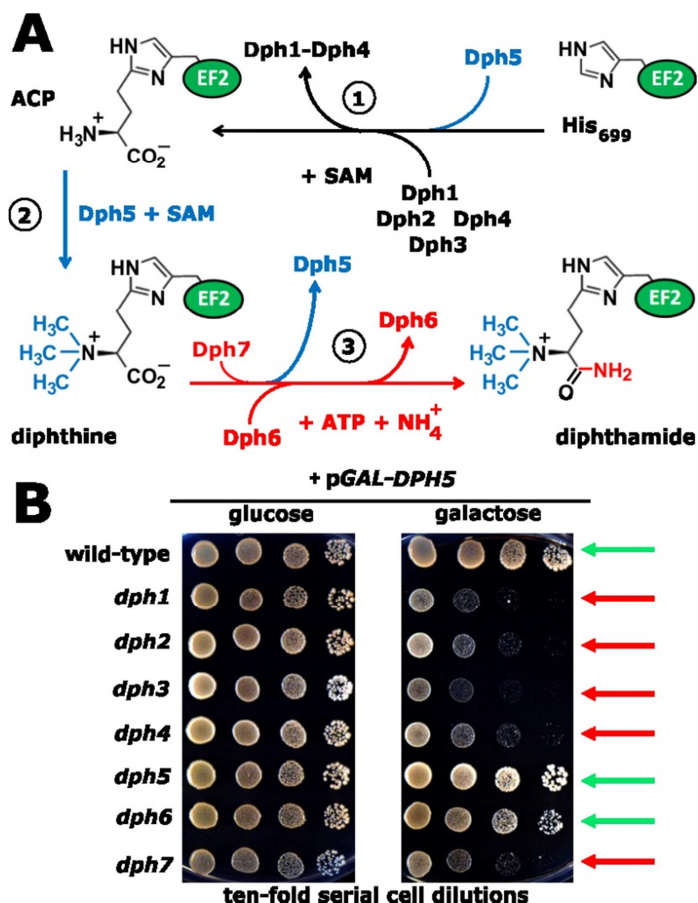 A
HN
N
EF2
ACP
H3N
+
CO2−
Dph1-Dph4
1
Dph5
HN
N
EF2
His699
+ SAM
Dph1
Dph2 Dph4
Dph3
2
Dph5 + SAM
HN
N
EF2
H3C
H3C
H3C
N
+
CO2−
diphthine
Dph5
Dph7
3
Dph6
Dph6
+ ATP + NH4+
HN
N
EF2
H3C
H3C
H3C
N
+
NH2
O
diphthamide
B
+ pGAL-DPH5
glucose galactose
wild-type
dph1
dph2
dph3
dph4
dph5
dph6
dph7
ten-fold serial cell dilutions